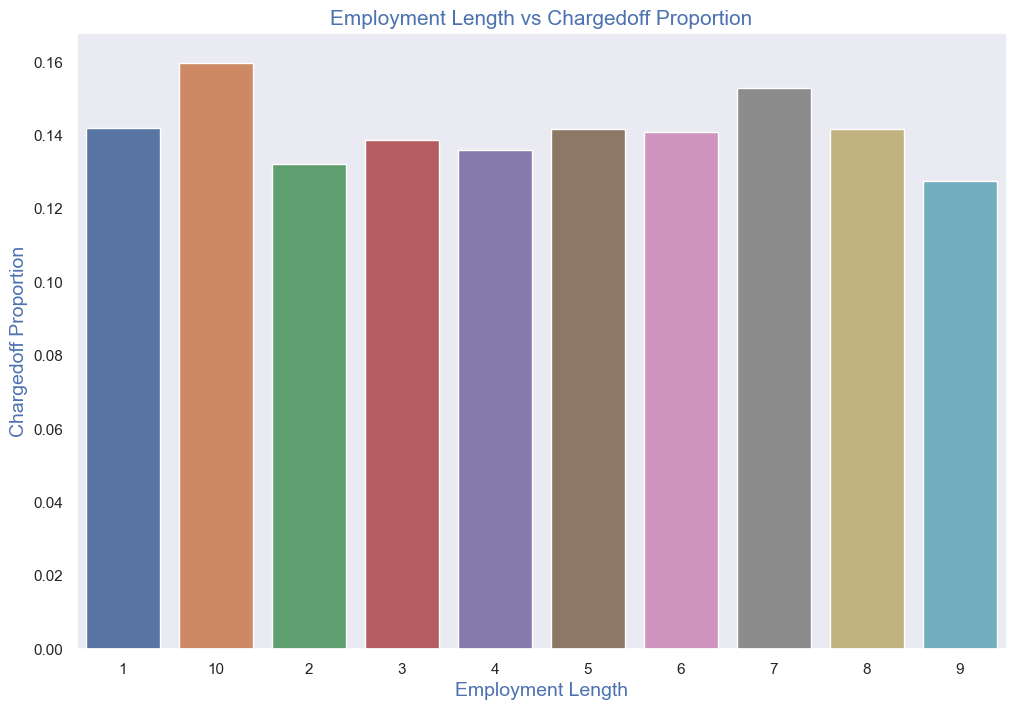 Employment Length vs Chargedoff Proportion
Chargedoff Proportion
0.16
0.14
0.12
0.10
0.08
0.06
0.04
0.02
0.00
1 10 2 3 4 5 6 7 8 9
Employment Length